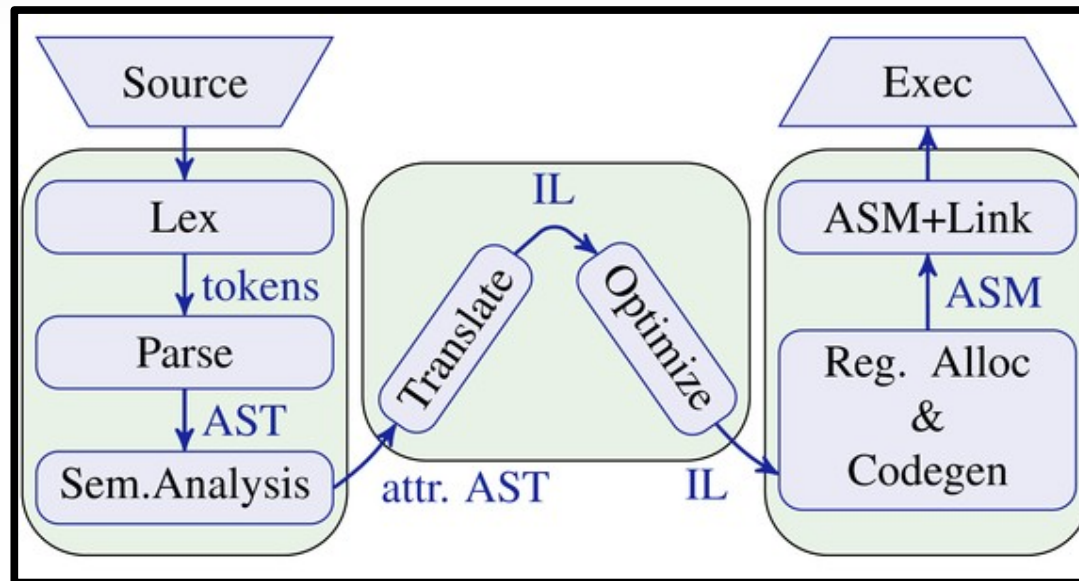 Source
Lex
tokens
Parse
AST
Sem.Analysis
attr. AST
Translate
IL
Optimize
IL
Reg. Alloc
&
Codegen
ASM
ASM+Link
Exec